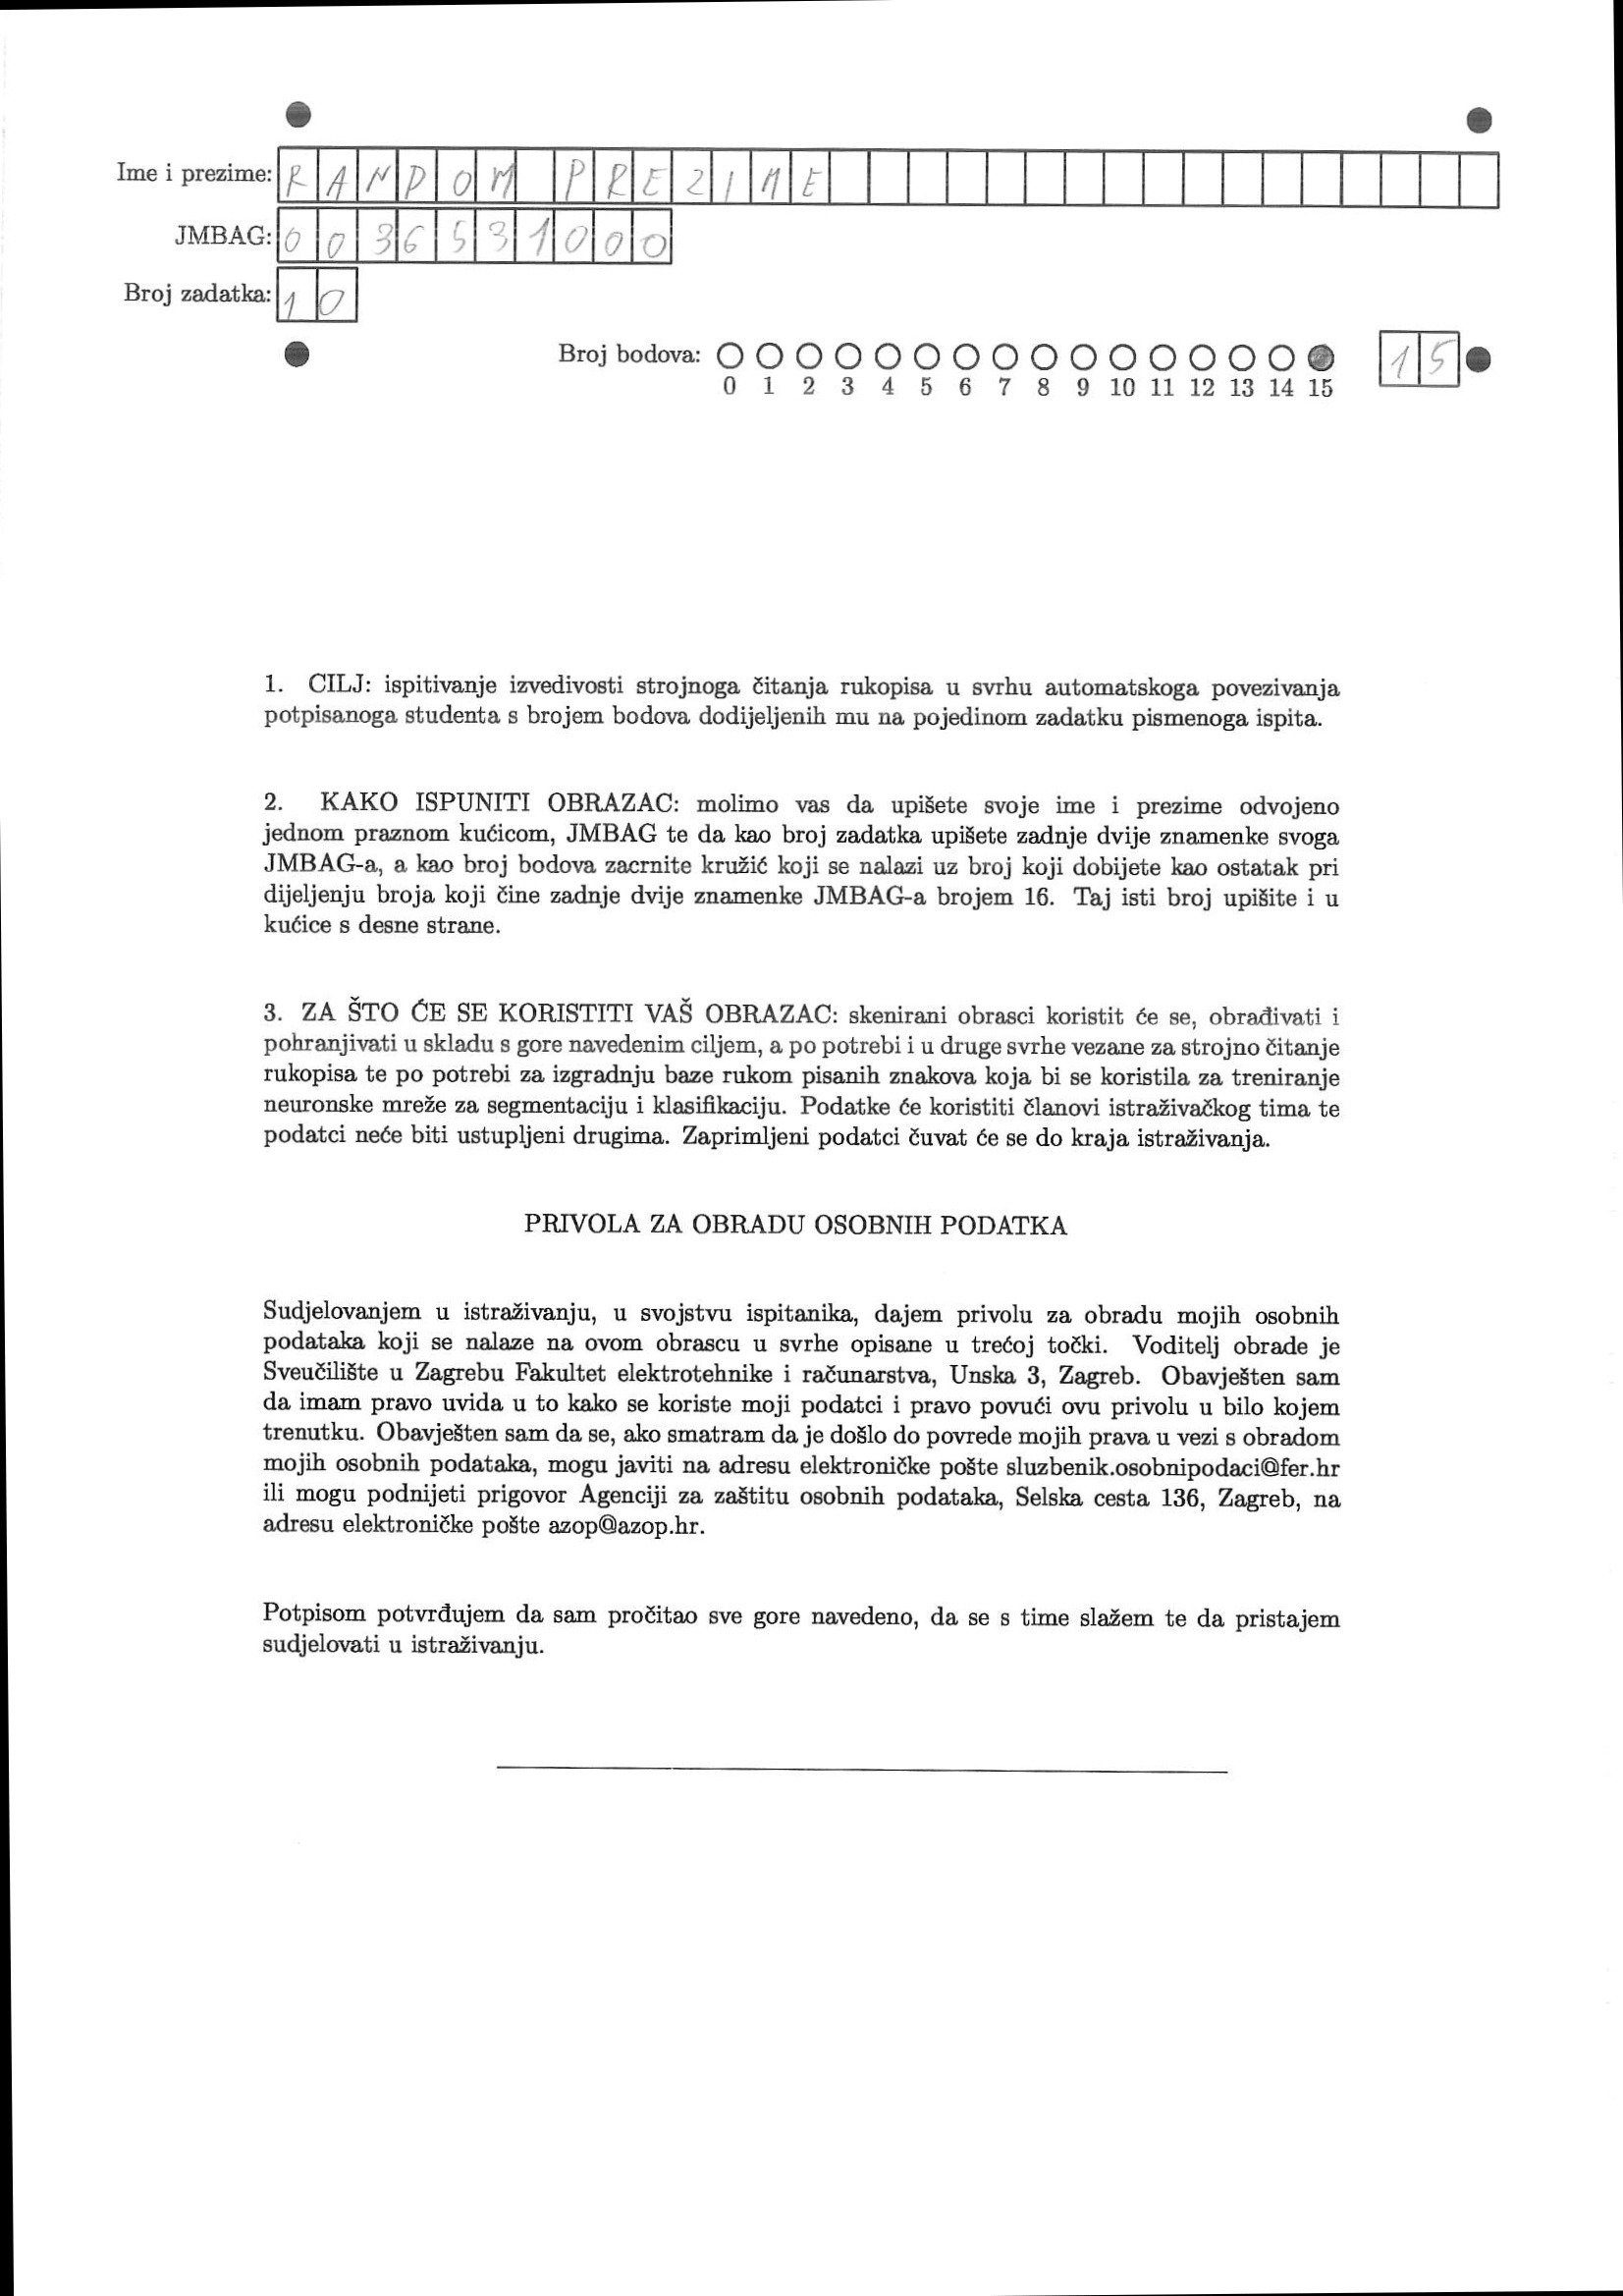 Ime i prezime: RANDOM PREZIME
JMBAG: 0036531000
Broj zadatka: 10
Broj bodova: 0 1 2 3 4 5 6 7 8 9 10 11 12 13 14 15 15
1. CILJ: ispitivanje izvedivosti strojnoga čitanja rukopisa u svrhu automatskoga povezivanja
potpisanoga studenta s brojem bodova dodijeljenih mu na pojedinom zadatku pismenoga ispita.
2. KAKO ISPUNITI OBRAZAC: molimo vas da upišete svoje ime i prezime odvojeno
jednom praznom kućicom, JMBAG te da kao broj zadatka upišete zadnje dvije znamenke svoga
JMBAG-a, a kao broj bodova zacrnite kružić koji se nalazi uz broj koji dobijete kao ostatak pri
dijeljenju broja koji čine zadnje dvije znamenke JMBAG-a brojem 16. Taj isti broj upišite i u
kućice s desne strane.
3. ZA ŠTO ĆE SE KORISTITI VAŠ OBRAZAC: skenirani obrasci koristit će se, obrađivati i
pohranjivati u skladu s gore navedenim ciljem, a po potrebi i u druge svrhe vezane za strojno čitanje
rukopisa te po potrebi za izgradnju baze rukom pisanih znakova koja bi se koristila za treniranje
neuronske mreže za segmentaciju i klasifikaciju. Podatke će koristiti članovi istraživačkog tima te
podatci neće biti ustupljeni drugima. Zaprimljeni podatci čuvat će se do kraja istraživanja.
PRIVOLA ZA OBRADU OSOBNIH PODATKA
Sudjelovanjem u istraživanju, u svojstvu ispitanika, dajem privolu za obradu mojih osobnih
podataka koji se nalaze na ovom obrascu u svrhe opisane u trećoj točki. Voditelj obrade je
Sveučilište u Zagrebu Fakultet elektrotehnike i računarstva, Unska 3, Zagreb. Obavješten sam
da imam pravo uvida u to kako se koriste moji podatci i pravo povući ovu privolu u bilo kojem
trenutku. Obavješten sam da se, ako smatram da je došlo do povrede mojih prava u vezi s obradom
mojih osobnih podataka, mogu javiti na adresu elektroničke pošte sluzbenik.osobnipodaci@fer.hr
ili mogu podnijeti prigovor Agenciji za zaštitu osobnih podataka, Selska cesta 136, Zagreb, na
adresu elektroničke pošte azop@azop.hr.
Potpisom potvrđujem da sam pročitao sve gore navedeno, da se s time slažem te da pristajem
sudjelovati u istraživanju.